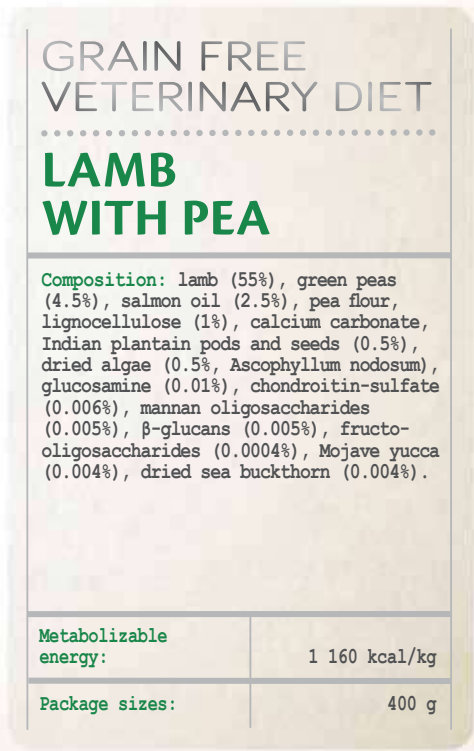 GRAIN FREE
VETERINARY DIET
LAMB
WITH PEA
Composition: lamb (55%), green peas
(4.5%), salmon oil (2.5%), pea flour,
lignocellulose (1%), calcium carbonate,
Indian plantain pods and seeds (0.5%),
dried algae (0.5%, Ascophyllum nodosum),
glucosamine (0.01%), chondroitin-sulfate
(0.006%), mannan oligosaccharides
(0.005%), β-glucans (0.005%), fructo-
oligosaccharides (0.0004%), Mojave yucca
(0.004%), dried sea buckthorn (0.004%).
Metabolizable
energy: 1 160 kcal/kg
Package sizes: 400 g